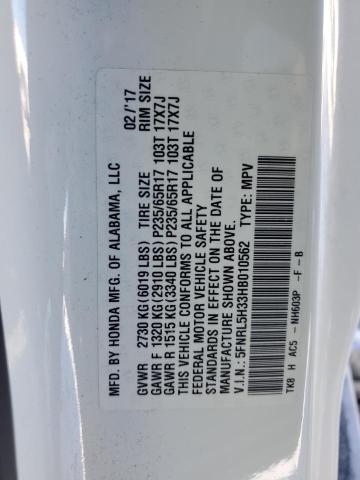 MFD. BY HONDA MFG. OF ALABAMA, LLC 02/'17
GVWR 2730 KG(6019 LBS) TIRE SIZE RIM SIZE
GAWR F 1320 KG(2910 LBS) P235/65R17 103T 17X7J
GAWR R 1515 KG(3340 LBS) P235/65R17 103T 17X7J
THIS VEHICLE CONFORMS TO ALL APPLICABLE
FEDERAL MOTOR VEHICLE SAFETY
STANDARDS IN EFFECT ON THE DATE OF
MANUFACTURE SHOWN ABOVE.
V.I.N.: 5FNRL5H33HB010562 TYPE: MPV
TK8 H AC5 - NH603P -F-B